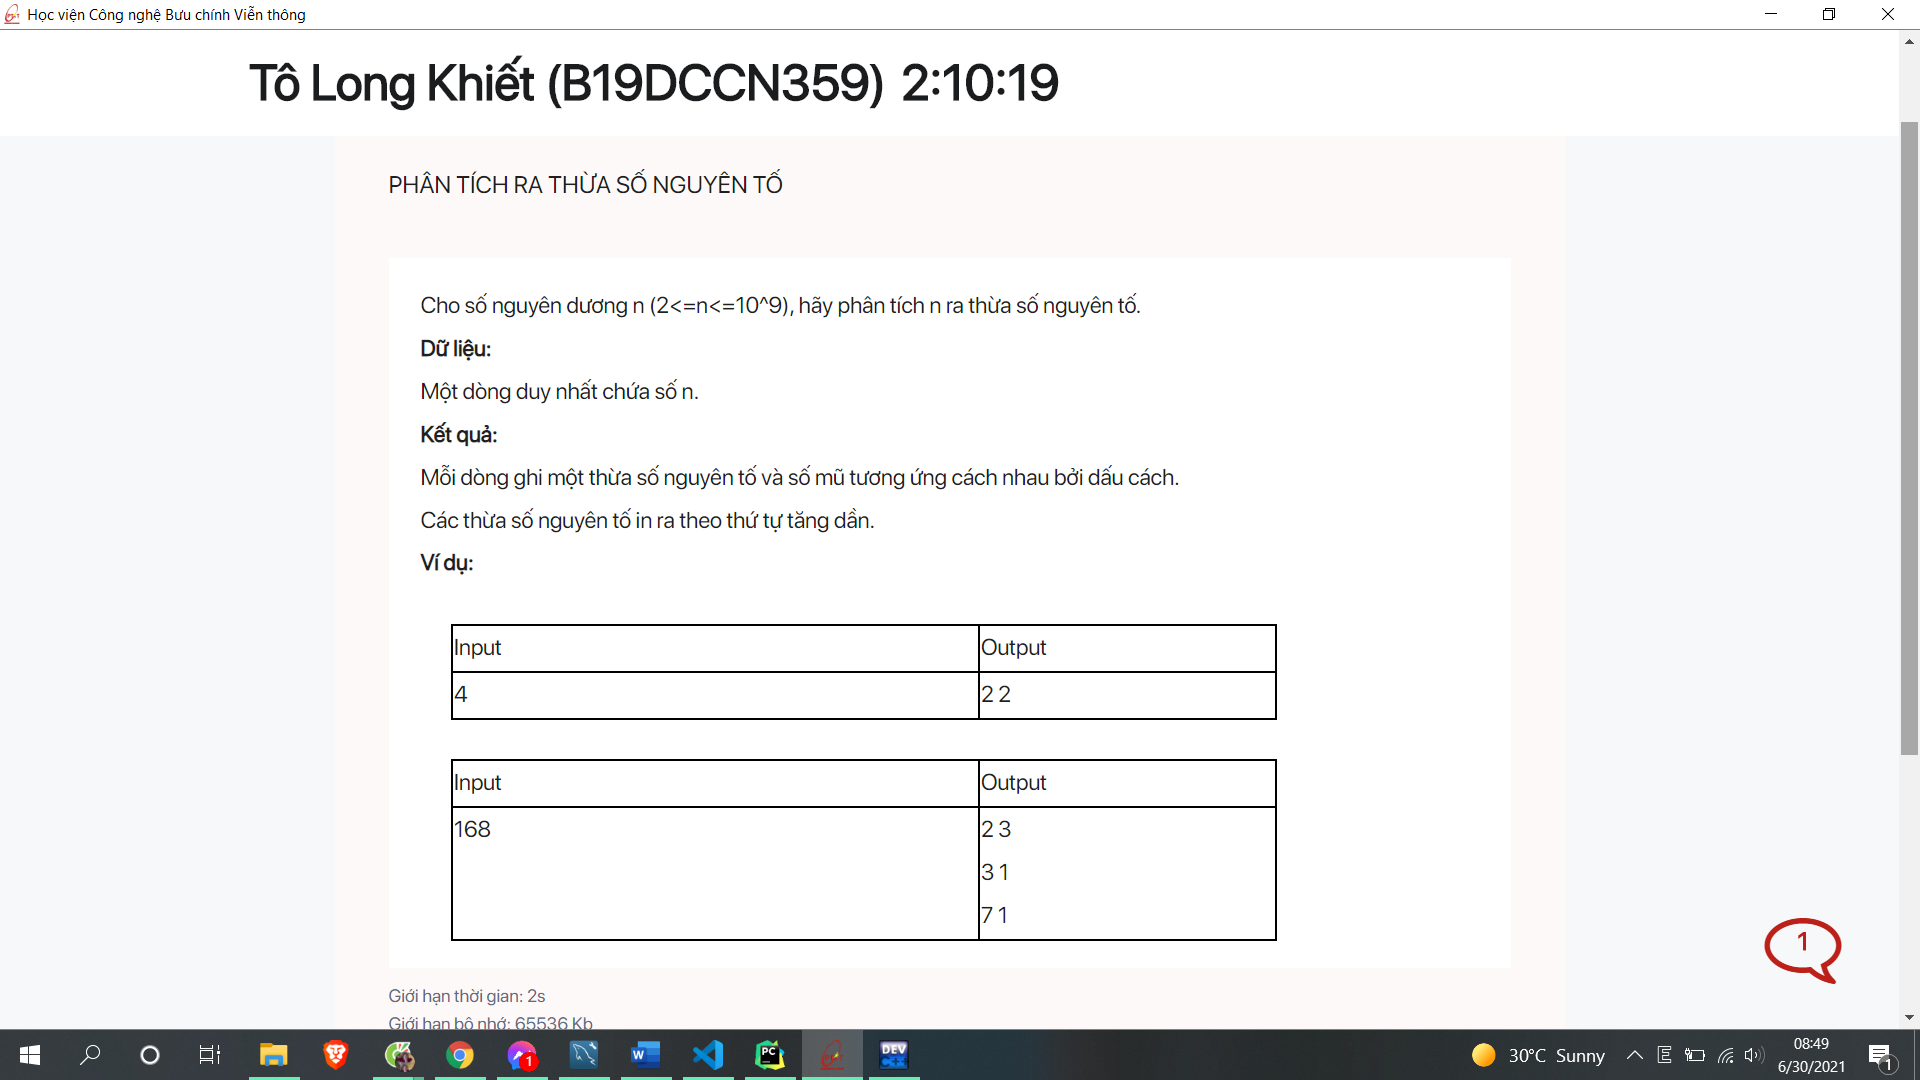 Học viện Công nghệ Bưu chính Viễn thông
Tô Long Khiết (B19DCCN359) 2:10:19
PHÂN TÍCH RA THỪA SỐ NGUYÊN TỐ
Cho số nguyên dương n (2<=n<=10^9), hãy phân tích n ra thừa số nguyên tố.
Dữ liệu:
Một dòng duy nhất chứa số n.
Kết quả:
Mỗi dòng ghi một thừa số nguyên tố và số mũ tương ứng cách nhau bởi dấu cách.
Các thừa số nguyên tố in ra theo thứ tự tăng dần.
Ví dụ:
Input Output
4 2 2
Input Output
168 2 3
3 1
7 1
1
Giới hạn thời gian: 2s
Giới hạn bộ nhớ: 65536 Kb
1
W
PC
DEV
C++
30°C Sunny
E
08:49
6/30/2021
1